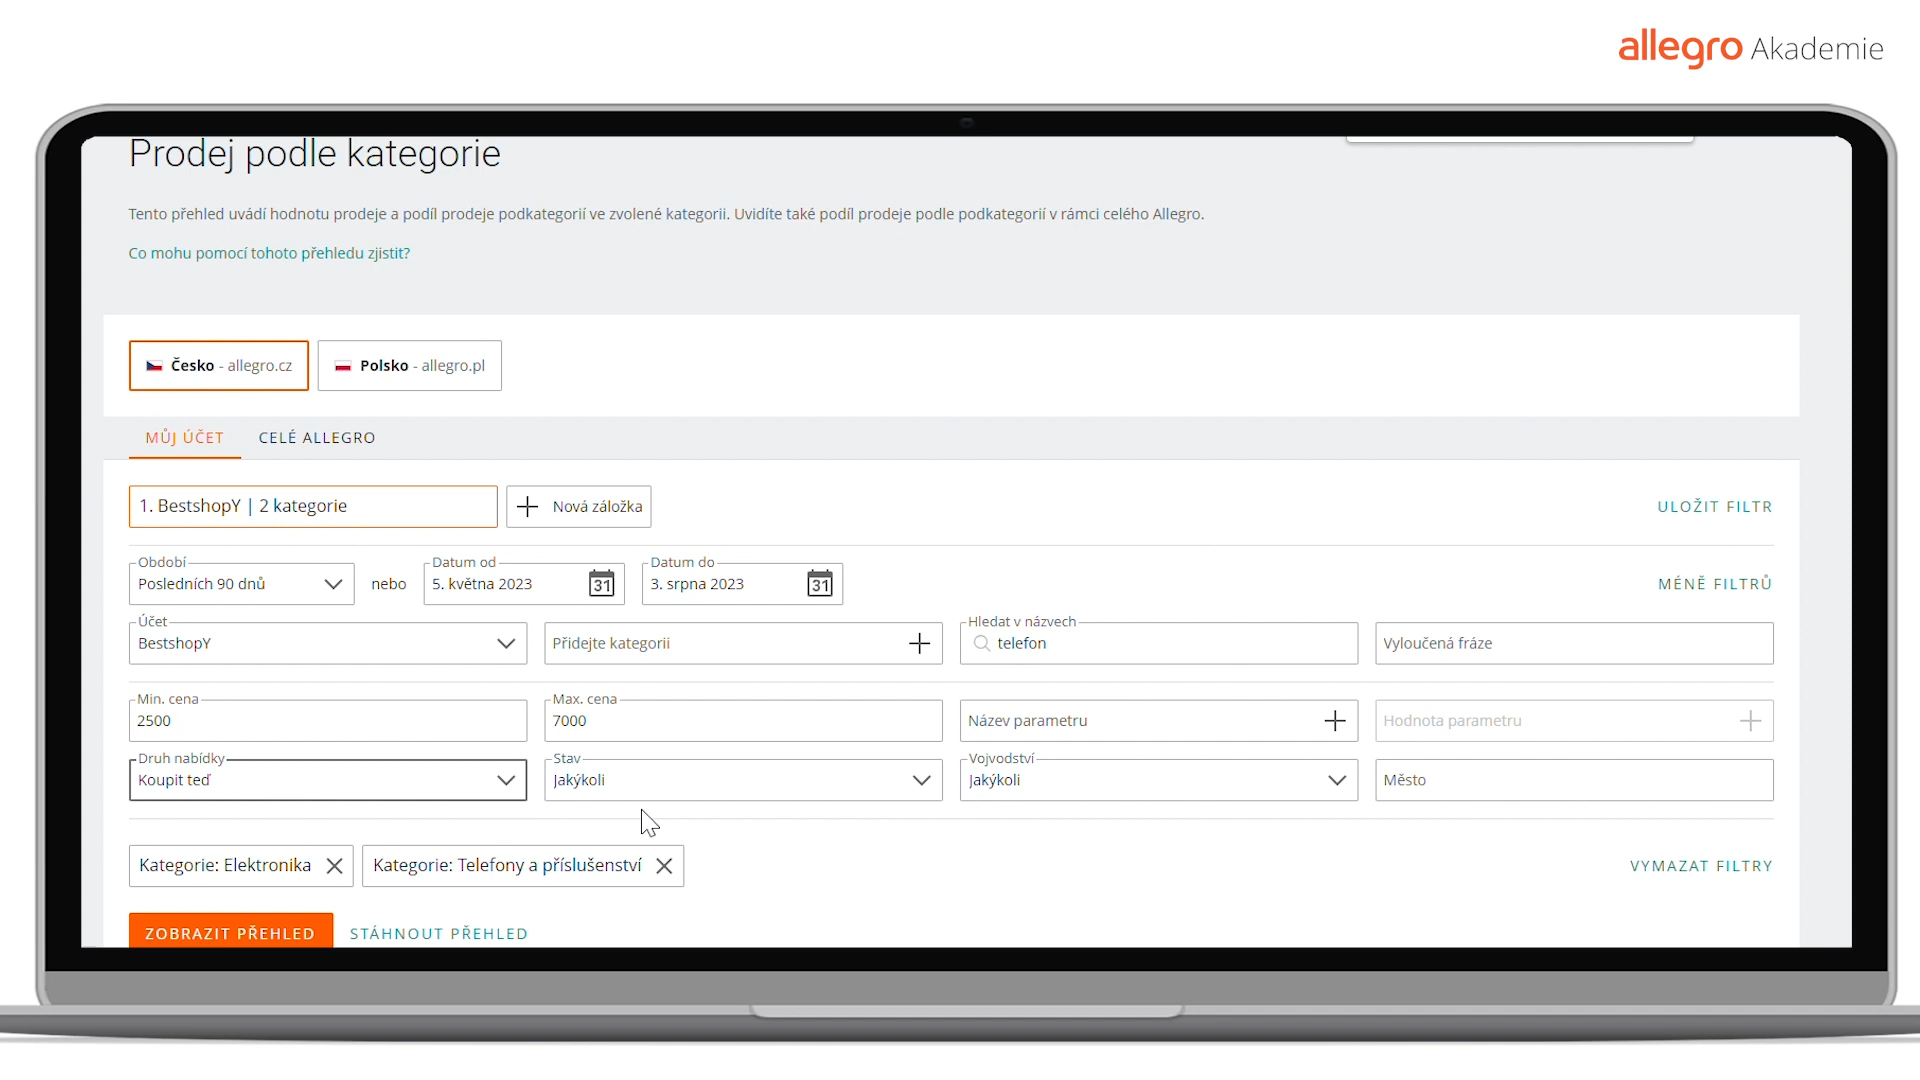 allegro Akademie
Prodej podle kategorie
Tento přehled uvádí hodnotu prodeje a podíl prodeje podkategorií ve zvolené kategorii. Uvidíte také podíl prodeje podle podkategorií v rámci celého Allegro.
Co mohu pomocí tohoto přehledu zjistit?
Česko - allegro.cz Polsko - allegro.pl
MŮJ ÚČET CELÉ ALLEGRO
1. BestshopY | 2 kategorie Nová záložka ULOŽIT FILTR
Období Datum od Datum do
Posledních 90 dnů nebo 5. května 2023 31 3. srpna 2023 31 MÉNĚ FILTRŮ
Účet Hledat v názvech
BestshopY Přidejte kategorii telefon Vyloučená fráze
Min. cena Max. cena
2500 7000 Název parametru Hodnota parametru
Druh nabídky Stav Vojvodství
Koupit teď Jakýkoli Jakýkoli Město
Kategorie: Elektronika Kategorie: Telefony a příslušenství VYMAZAT FILTRY
ZOBRAZIT PŘEHLED STÁHNOUT PŘEHLED